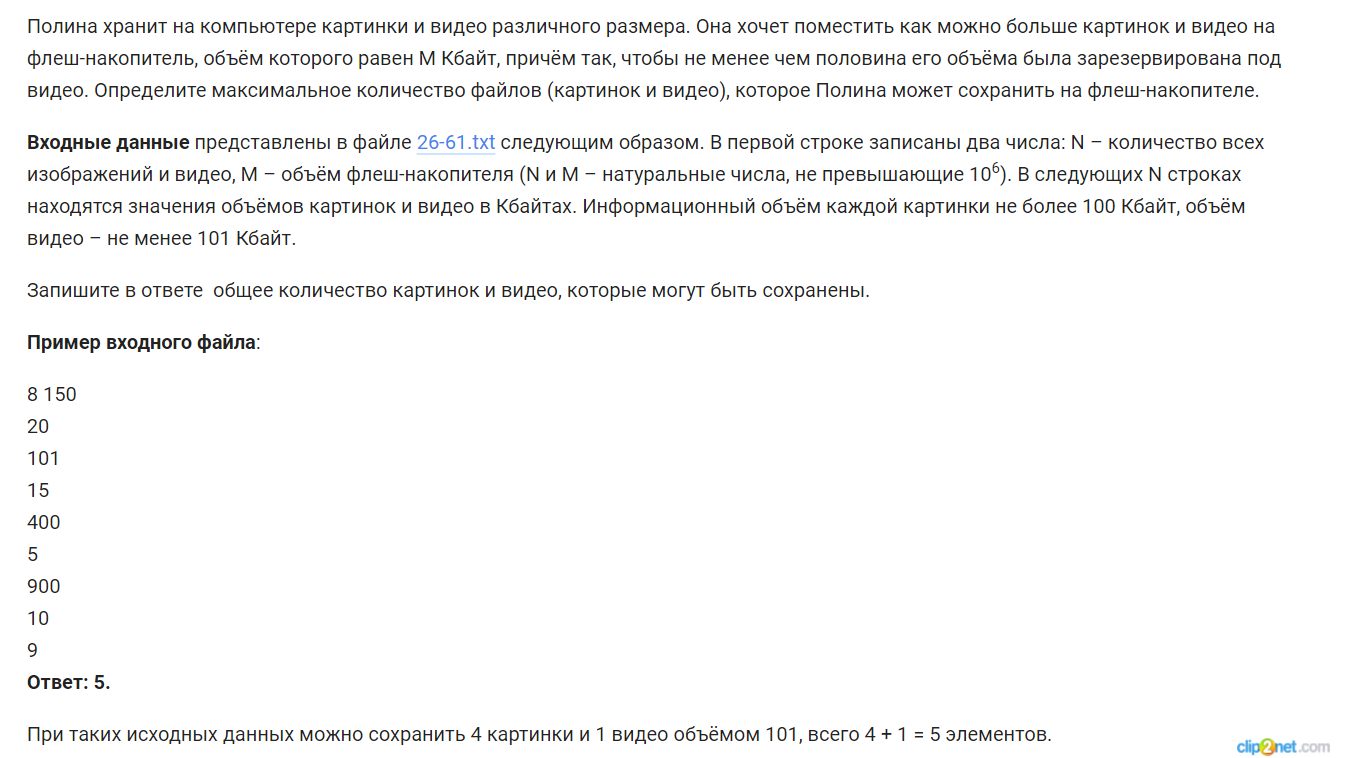 Полина хранит на компьютере картинки и видео различного размера. Она хочет поместить как можно больше картинок и видео на
флеш-накопитель, объём которого равен М Кбайт, причём так, чтобы не менее чем половина его объёма была зарезервирована под
видео. Определите максимальное количество файлов (картинок и видео), которое Полина может сохранить на флеш-накопителе.
Входные данные представлены в файле 26-61.txt следующим образом. В первой строке записаны два числа: N – количество всех
изображений и видео, М – объём флеш-накопителя (N и М – натуральные числа, не превышающие 10⁶). В следующих N строках
находятся значения объёмов картинок и видео в Кбайтах. Информационный объём каждой картинки не более 100 Кбайт, объём
видео – не менее 101 Кбайт.
Запишите в ответе  общее количество картинок и видео, которые могут быть сохранены.
Пример входного файла:
8 150
20
101
15
400
5
900
10
9
Ответ: 5.
При таких исходных данных можно сохранить 4 картинки и 1 видео объёмом 101, всего 4 + 1 = 5 элементов.
clip2net.com